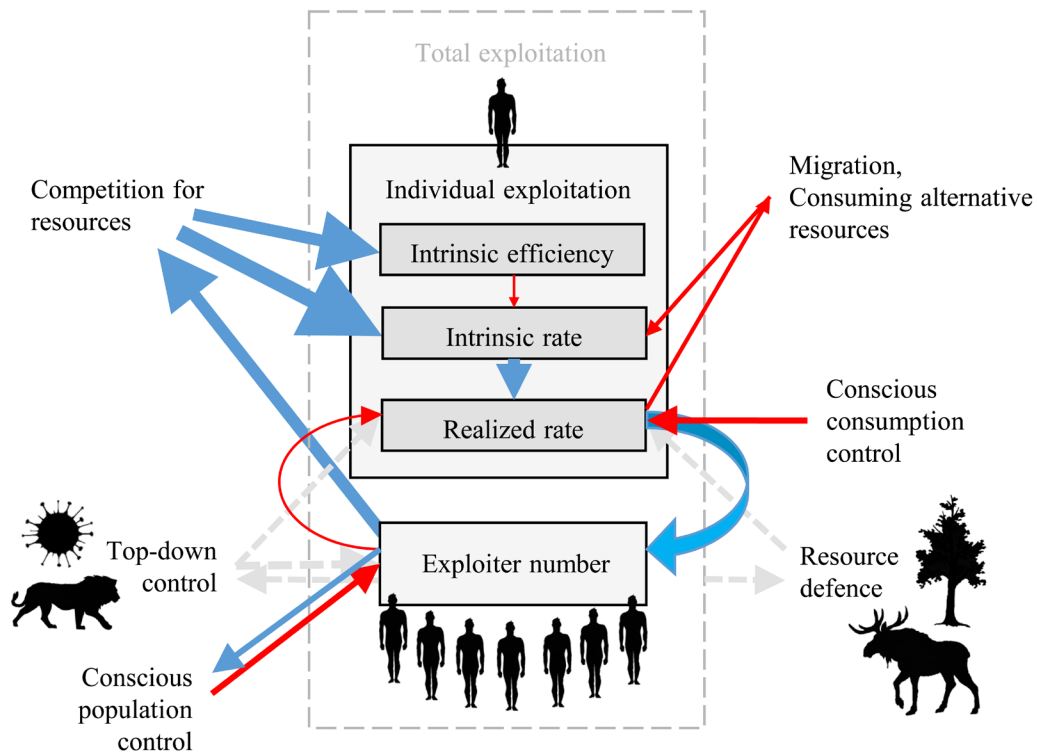 Total exploitation
Individual exploitation
Intrinsic efficiency
Intrinsic rate
Realized rate
Exploiter number
Competition for
resources
Migration,
Consuming alternative
resources
Conscious
consumption
control
Top-down
control
Resource
defence
Conscious
population
control